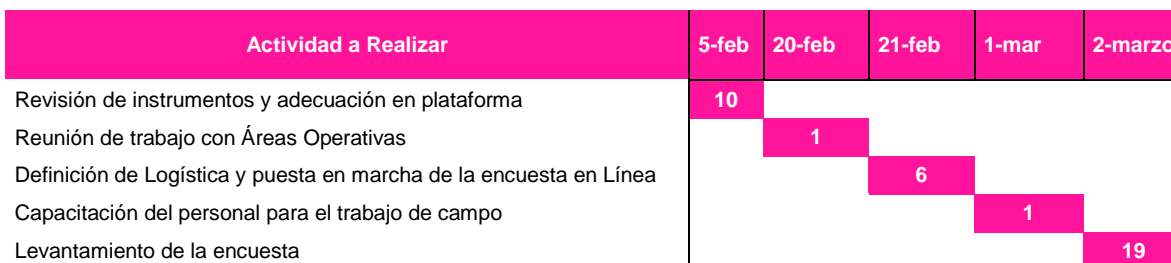 Actividad a Realizar 5-feb 20-feb 21-feb 1-mar 2-marzo
Revisión de instrumentos y adecuación en plataforma 10
Reunión de trabajo con Áreas Operativas 1
Definición de Logística y puesta en marcha de la encuesta en Línea 6
Capacitación del personal para el trabajo de campo 1
Levantamiento de la encuesta 19